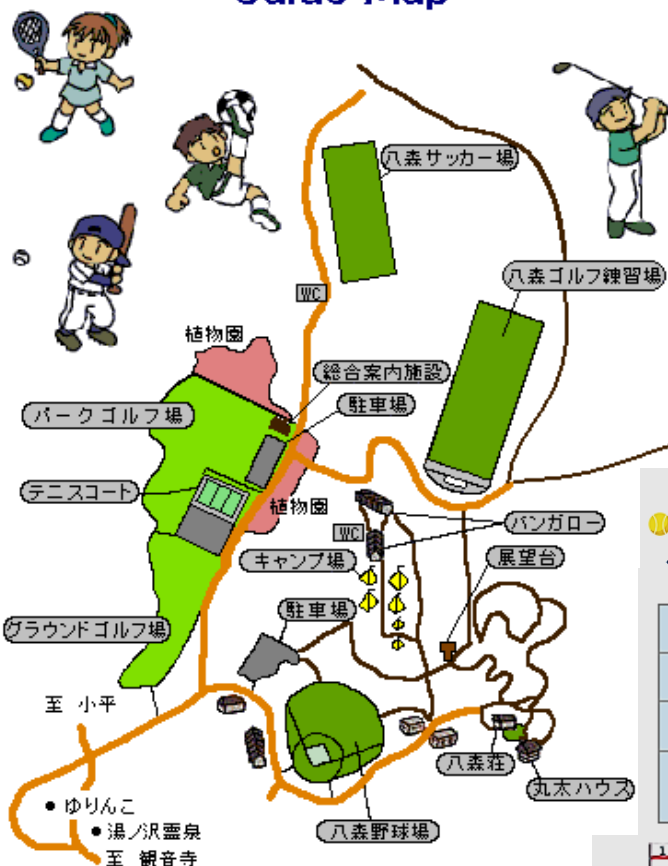 Guide Map
八森サッカー場
八森ゴルフ練習場
WC
植物園
総合案内施設
駐車場
パークゴルフ場
テニスコート
植物園
バンガロー
WC
キャンプ場
展望台
駐車場
グラウンドゴルフ場
至 小平
八森荘
丸太ハウス
ゆりんこ
湯ノ沢霊泉
八森野球場
至 観音寺